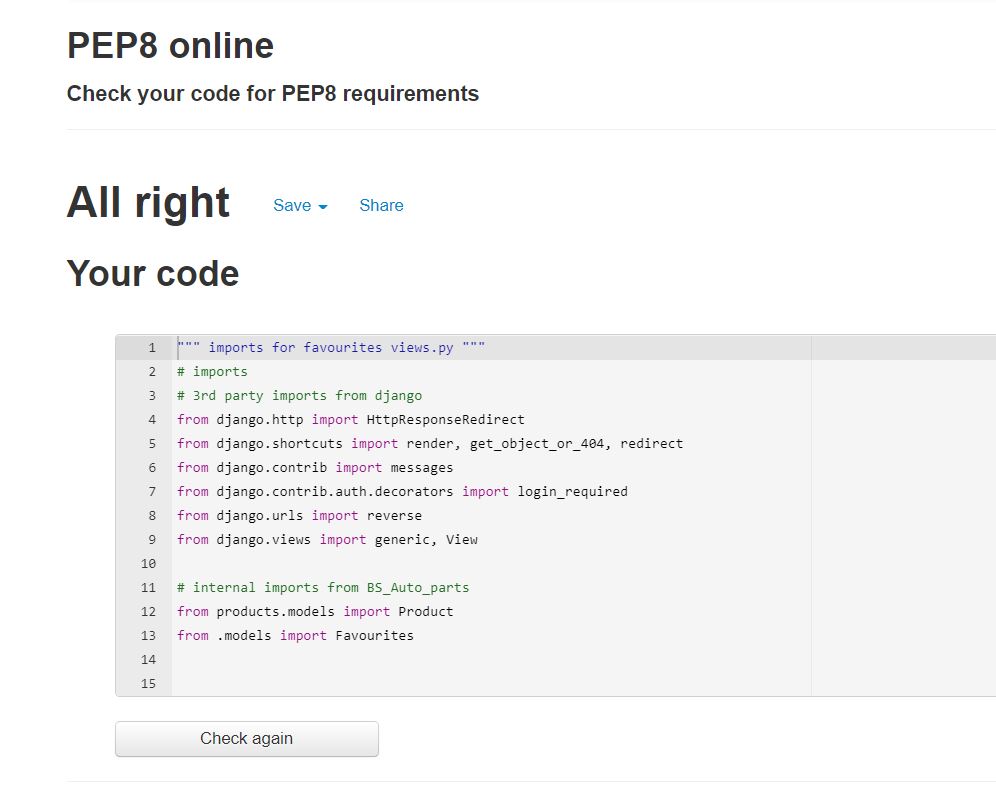 PEP8 online
Check your code for PEP8 requirements
All right Save Share
Your code
1 """ imports for favourites views.py """
2 # imports
3 # 3rd party imports from django
4 from django.http import HttpResponseRedirect
5 from django.shortcuts import render, get_object_or_404, redirect
6 from django.contrib import messages
7 from django.contrib.auth.decorators import login_required
8 from django.urls import reverse
9 from django.views import generic, View
10
11 # internal imports from BS_Auto_parts
12 from products.models import Product
13 from .models import Favourites
14
15
Check again